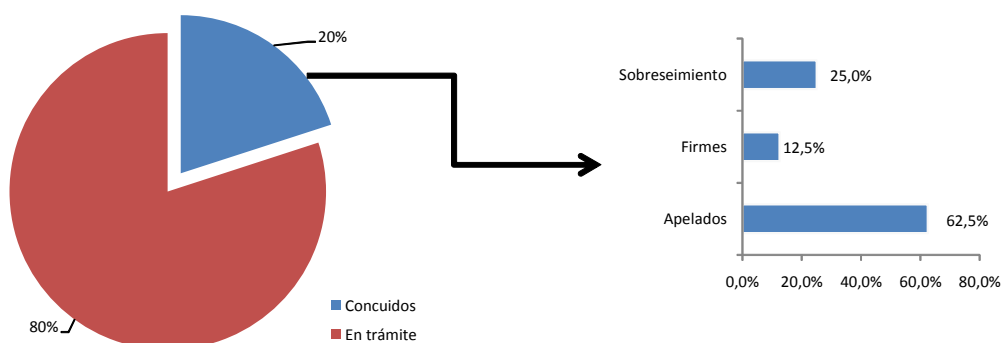 20%
80%
Concuidos
En trámite
Sobreseimiento
25,0%
Firmes
12,5%
Apelados
62,5%
0,0% 20,0% 40,0% 60,0% 80,0%